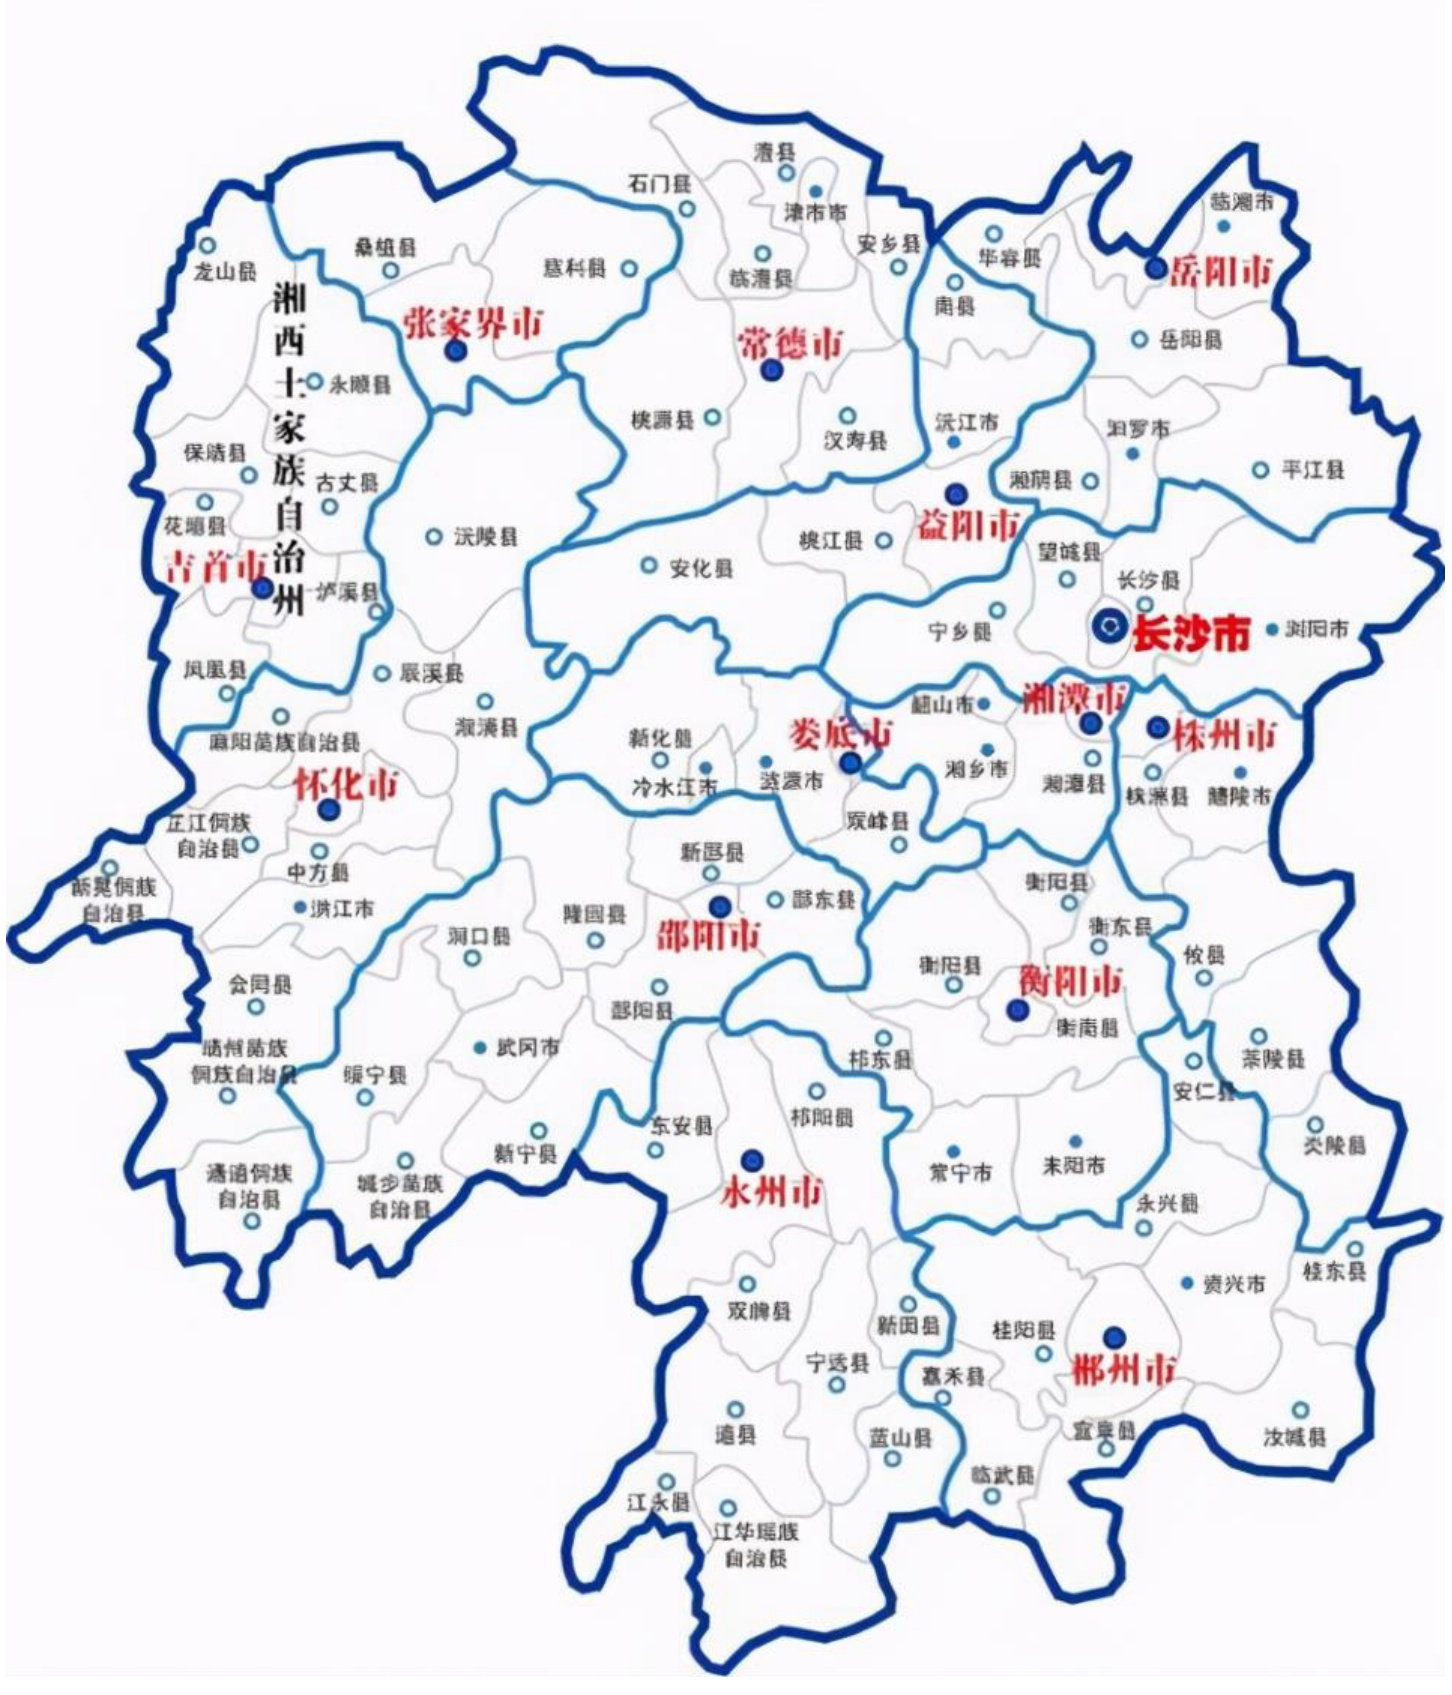 澧县
石门县
津市市
临湘市
安乡县
华容县
桑植县
慈利县
临澧县
龙山县
岳阳市
南县
湘西土家族自治州
张家界市
常德市
岳阳县
永顺县
桃源县
汉寿县
沅江市
汨罗市
保靖县
平江县
古丈县
湘阴县
花垣县
益阳市
沅陵县
桃江县
望城县
吉首市
安化县
长沙县
泸溪县
宁乡县
长沙市
浏阳市
凤凰县
辰溪县
韶山市
湘潭市
溆浦县
麻阳苗族自治县
新化县
娄底市
株州市
湘乡市
怀化市
冷水江市
涟源市
湘潭县
株洲县
醴陵市
芷江侗族
自治县
双峰县
新邵县
中方县
衡阳县
新晃侗族
自治县
洪江市
隆回县
邵东县
洞口县
邵阳市
衡东县
攸县
衡阳县
会同县
衡阳市
邵阳县
衡南县
靖州苗族
侗族自治县
武冈市
祁东县
茶陵县
绥宁县
安仁县
祁阳县
东安县
新宁县
炎陵县
通道侗族
自治县
城步苗族
自治县
常宁市
耒阳市
永州市
永兴县
桂东县
资兴市
双牌县
新田县
桂阳县
宁远县
嘉禾县
郴州市
道县
蓝山县
宜章县
汝城县
临武县
江永县
江华瑶族
自治县